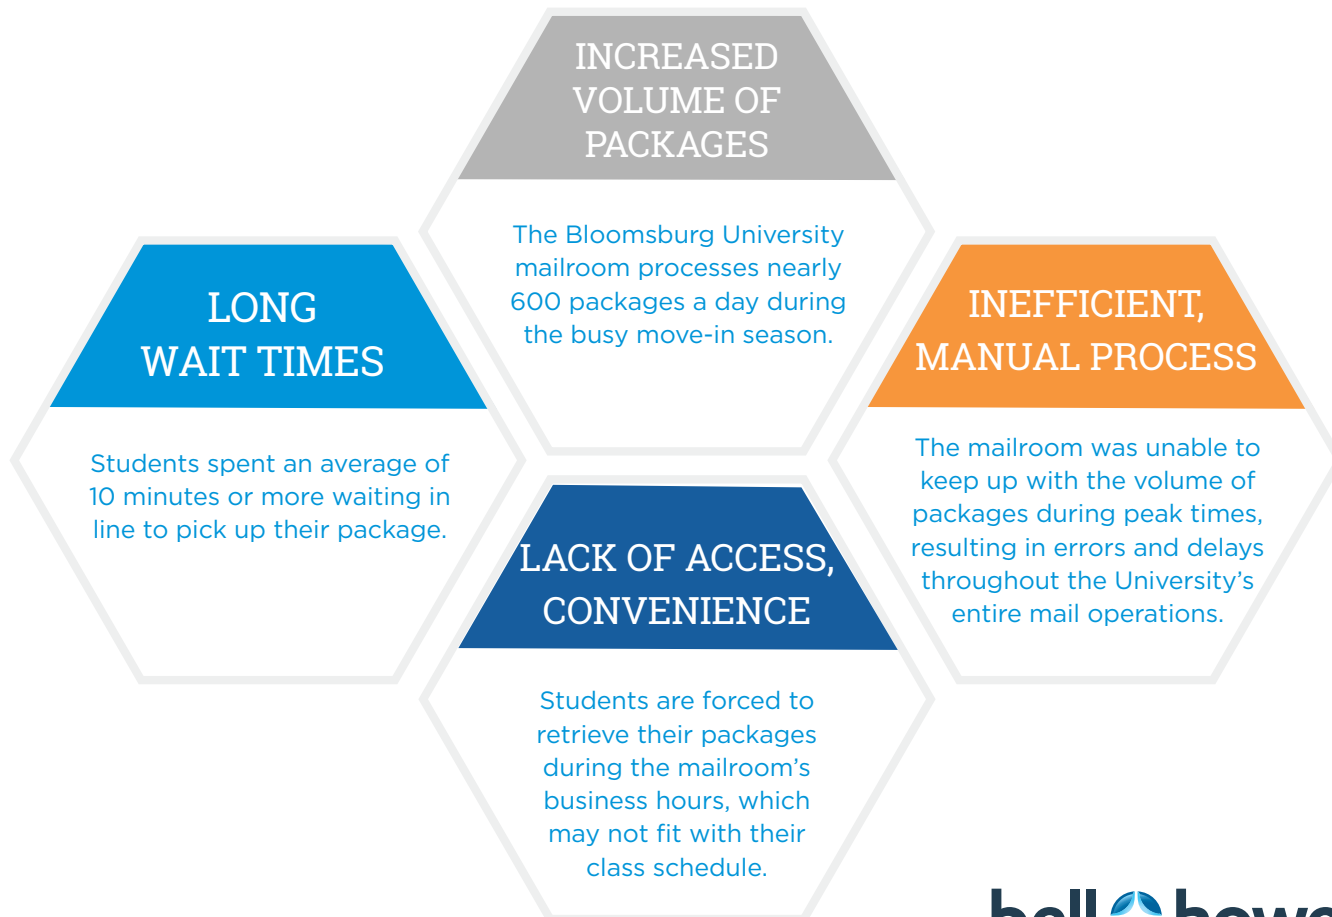 INCREASED
VOLUME OF
PACKAGES
The Bloomsburg University
mailroom processes nearly
600 packages a day during
the busy move-in season.
LONG
WAIT TIMES
Students spent an average of
10 minutes or more waiting in
line to pick up their package.
INEFFICIENT,
MANUAL PROCESS
The mailroom was unable to
keep up with the volume of
packages during peak times,
resulting in errors and delays
throughout the University's
entire mail operations.
LACK OF ACCESS,
CONVENIENCE
Students are forced to
retrieve their packages
during the mailroom's
business hours, which
may not fit with their
class schedule.
bell